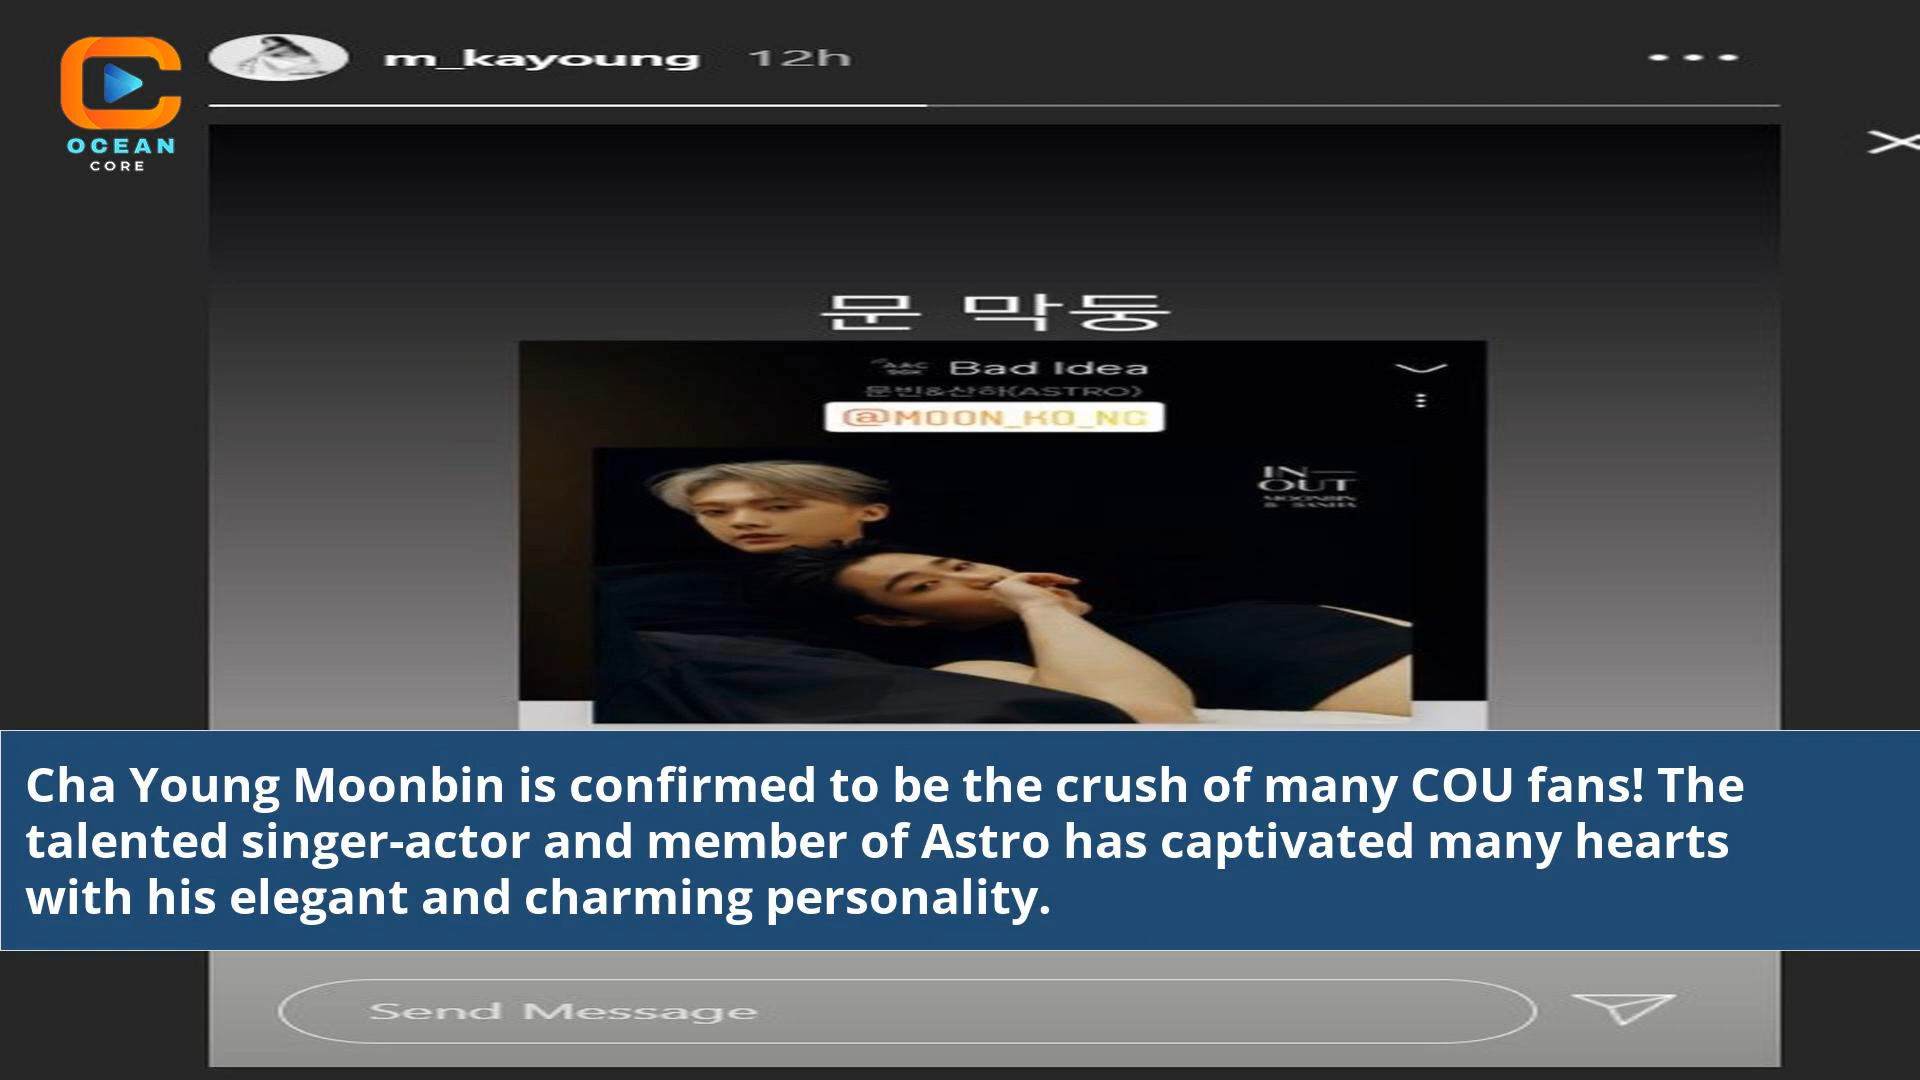 OCEAN
CORE
m_kayoung 12h
문 막둥
Bad Idea
문빈&산하(ASTRO)
@MOON_KO_NG
IN—
OUT
MOONBIN
& SANHA
Cha Young Moonbin is confirmed to be the crush of many COU fans! The
talented singer-actor and member of Astro has captivated many hearts
with his elegant and charming personality.
Send Message